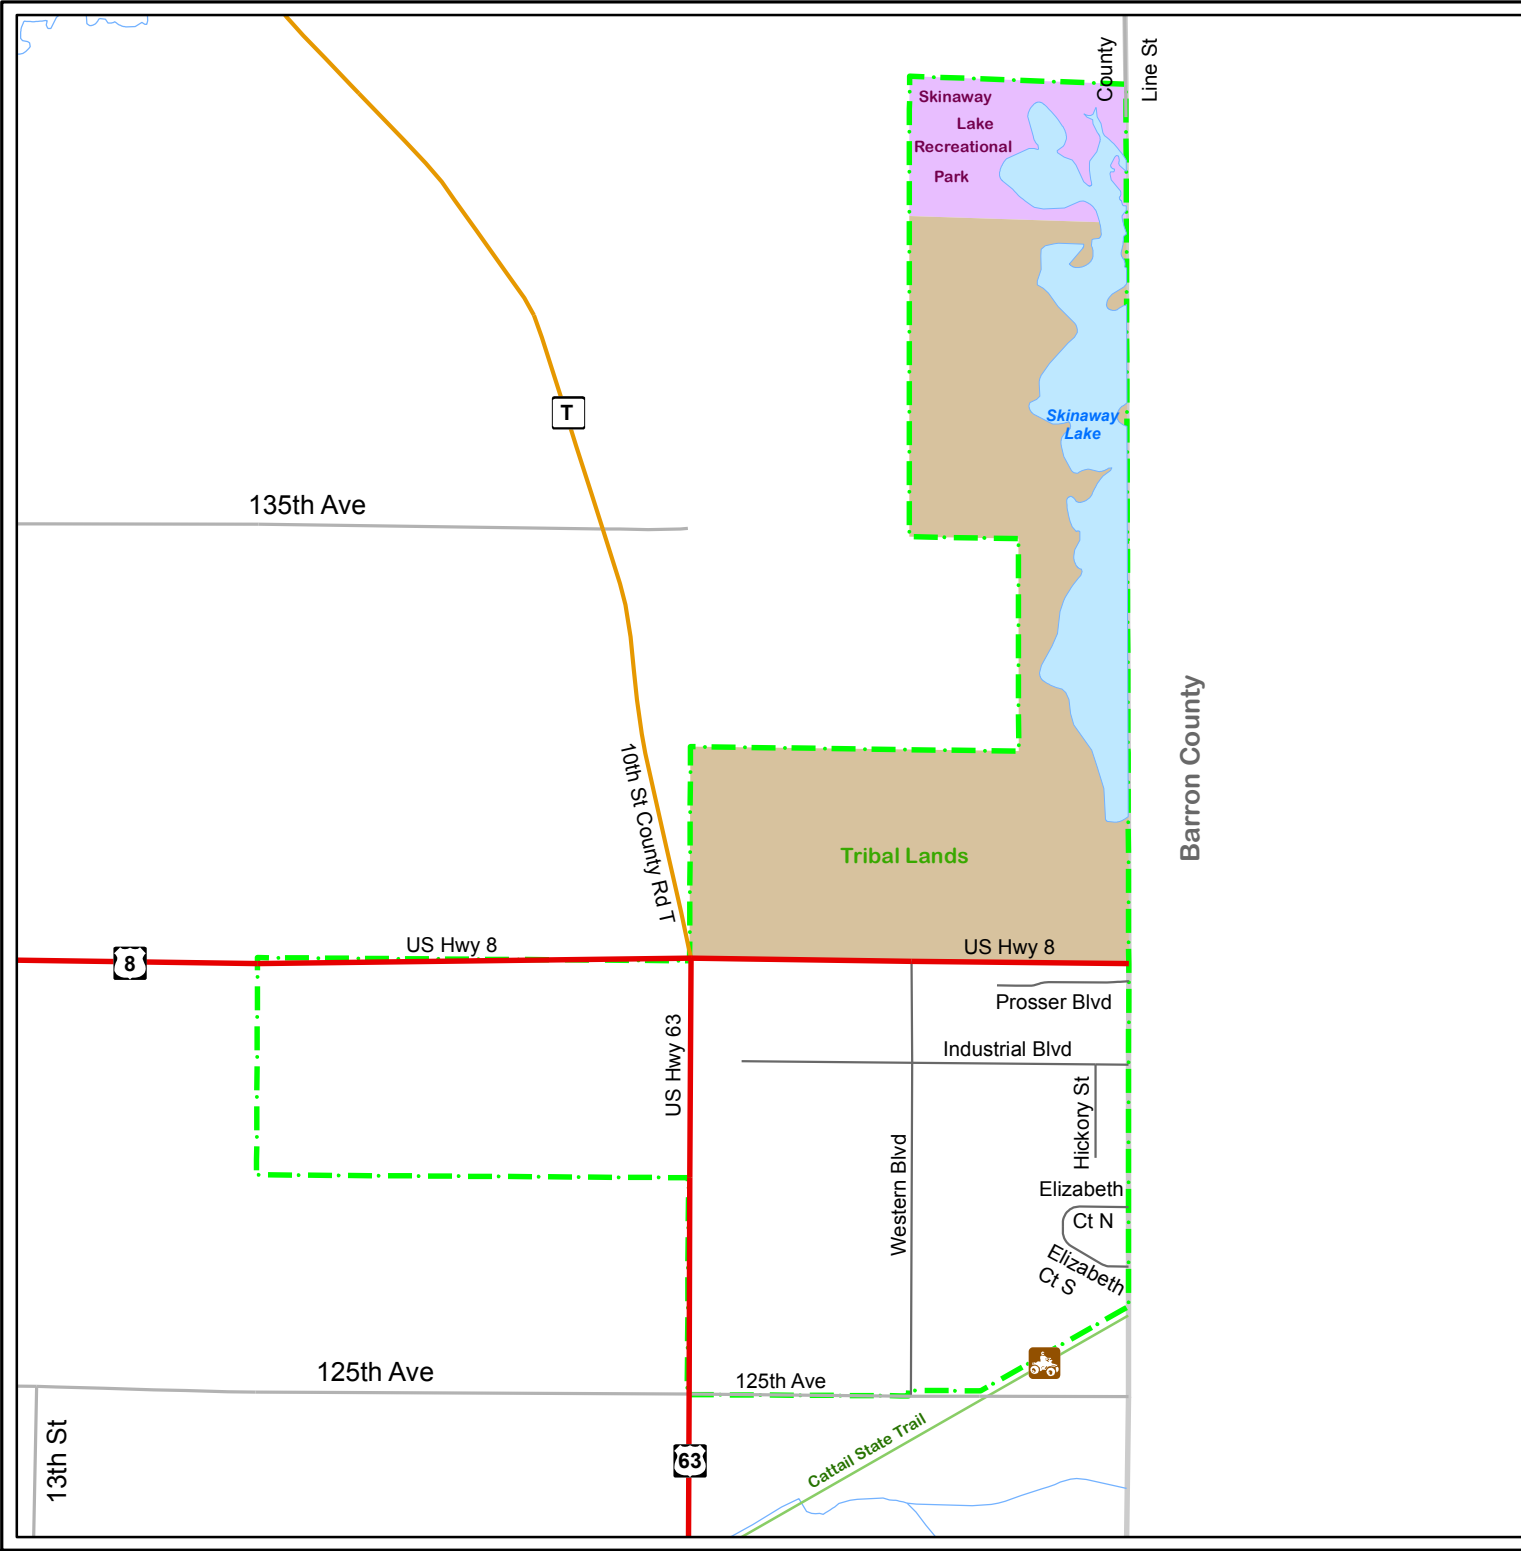 County
Line St
Skinaway
Lake
Recreational
Park
T
Skinaway
Lake
135th Ave
Barron County
10th St County Rd T
Tribal Lands
US Hwy 8
US Hwy 8
8
Prosser Blvd
US Hwy 63
Industrial Blvd
Hickory St
Western Blvd
Elizabeth
Ct N
Elizabeth
Ct S
125th Ave
125th Ave
13th St
Cattail State Trail
63